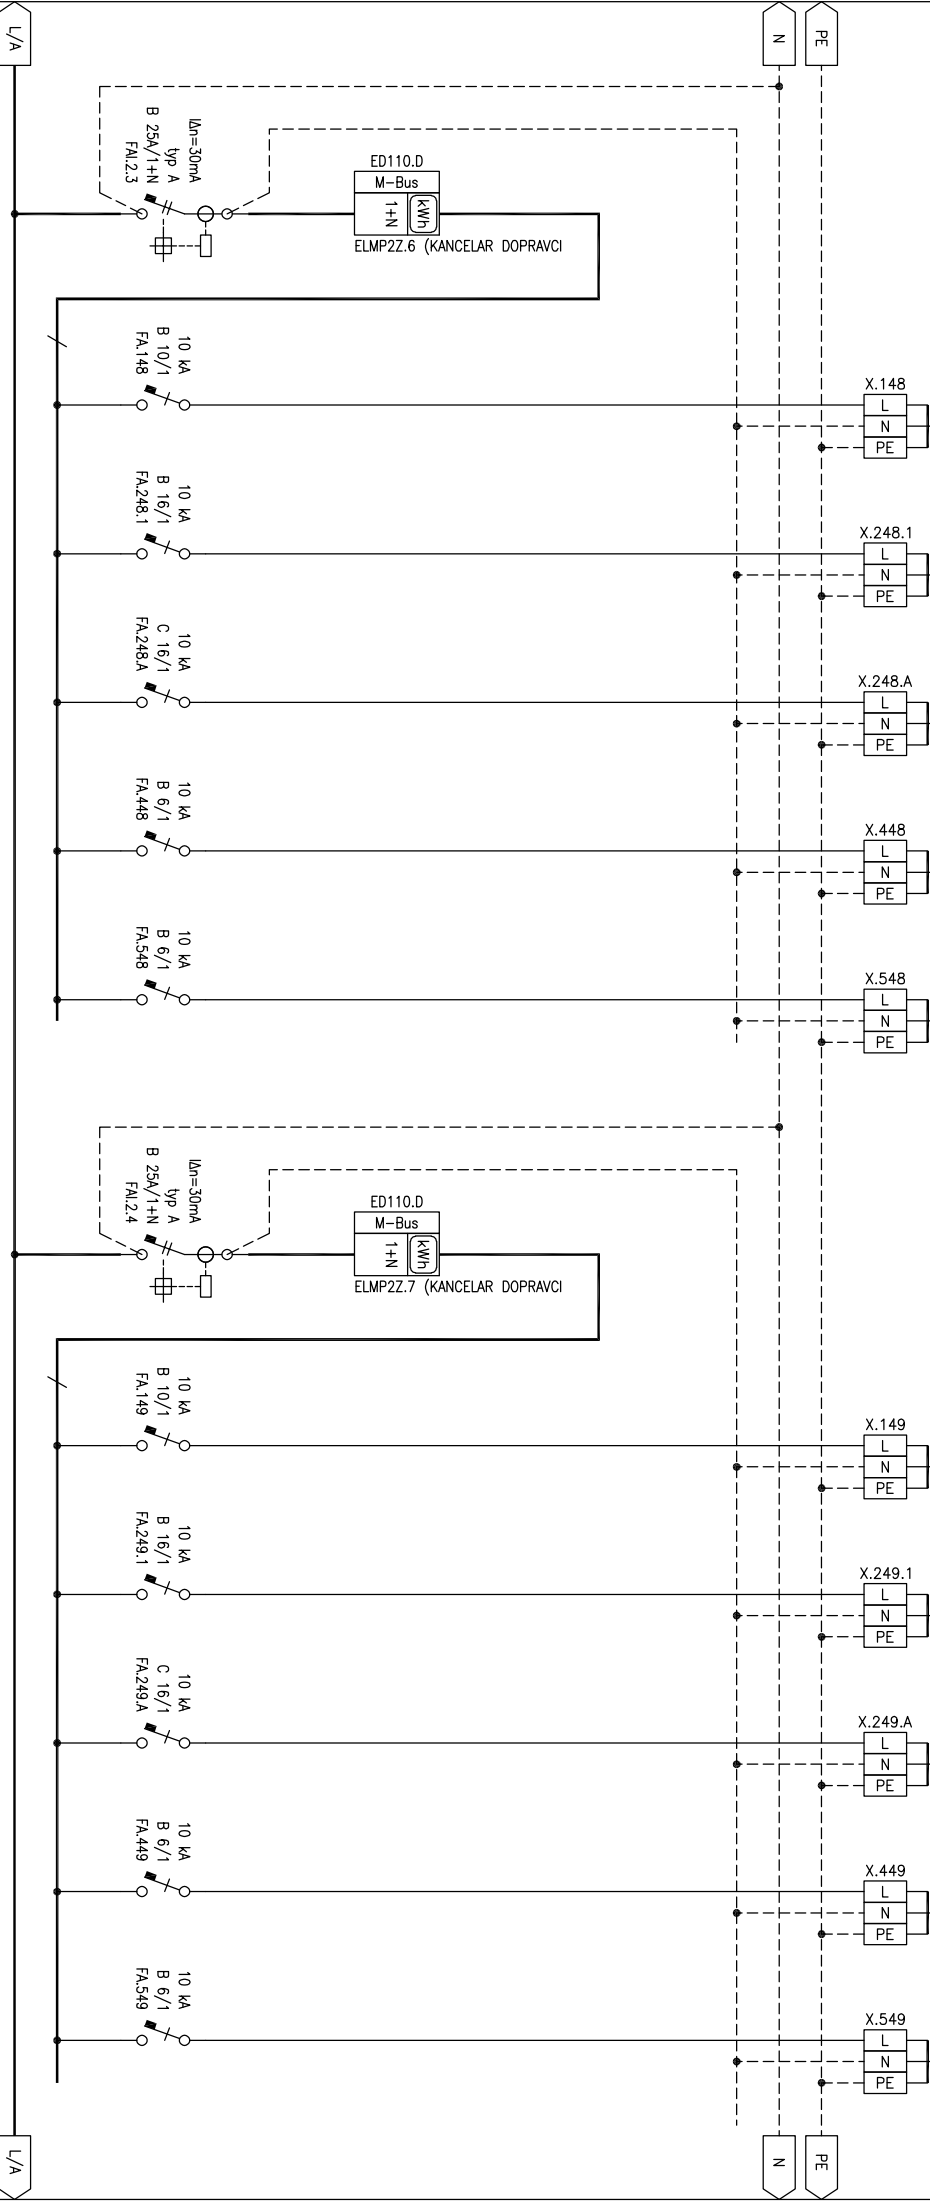 L/A
N
PE
IΔn=30mA
typ A
B 25A/1+N
FAI.2.3
ED110.D
M-Bus
kWh
1+N
ELMP2Z.6 (KANCELAR DOPRAVCI
10 kA
B 10/1
FA.148
X.148
L
N
PE
10 kA
B 16/1
FA.248.1
X.248.1
L
N
PE
10 kA
C 16/1
FA.248.A
X.248.A
L
N
PE
10 kA
B 6/1
FA.448
X.448
L
N
PE
10 kA
B 6/1
FA.548
X.548
L
N
PE
IΔn=30mA
typ A
B 25A/1+N
FAI.2.4
ED110.D
M-Bus
kWh
1+N
ELMP2Z.7 (KANCELAR DOPRAVCI
10 kA
B 10/1
FA.149
X.149
L
N
PE
10 kA
B 16/1
FA.249.1
X.249.1
L
N
PE
10 kA
C 16/1
FA.249.A
X.249.A
L
N
PE
10 kA
B 6/1
FA.449
X.449
L
N
PE
10 kA
B 6/1
FA.549
X.549
L
N
PE
L/A
N
PE